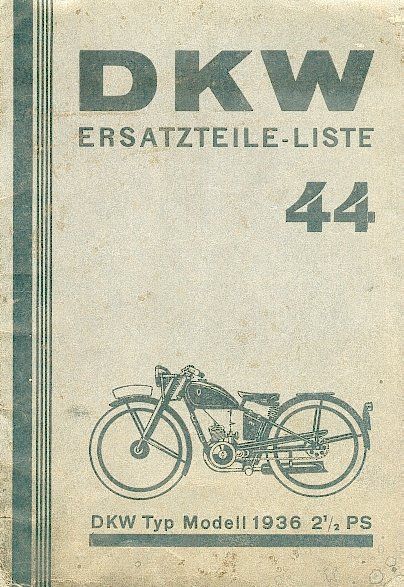 DKW
ERSATZTEILE-LISTE
44
DKW Typ Modell 1936 2½ PS